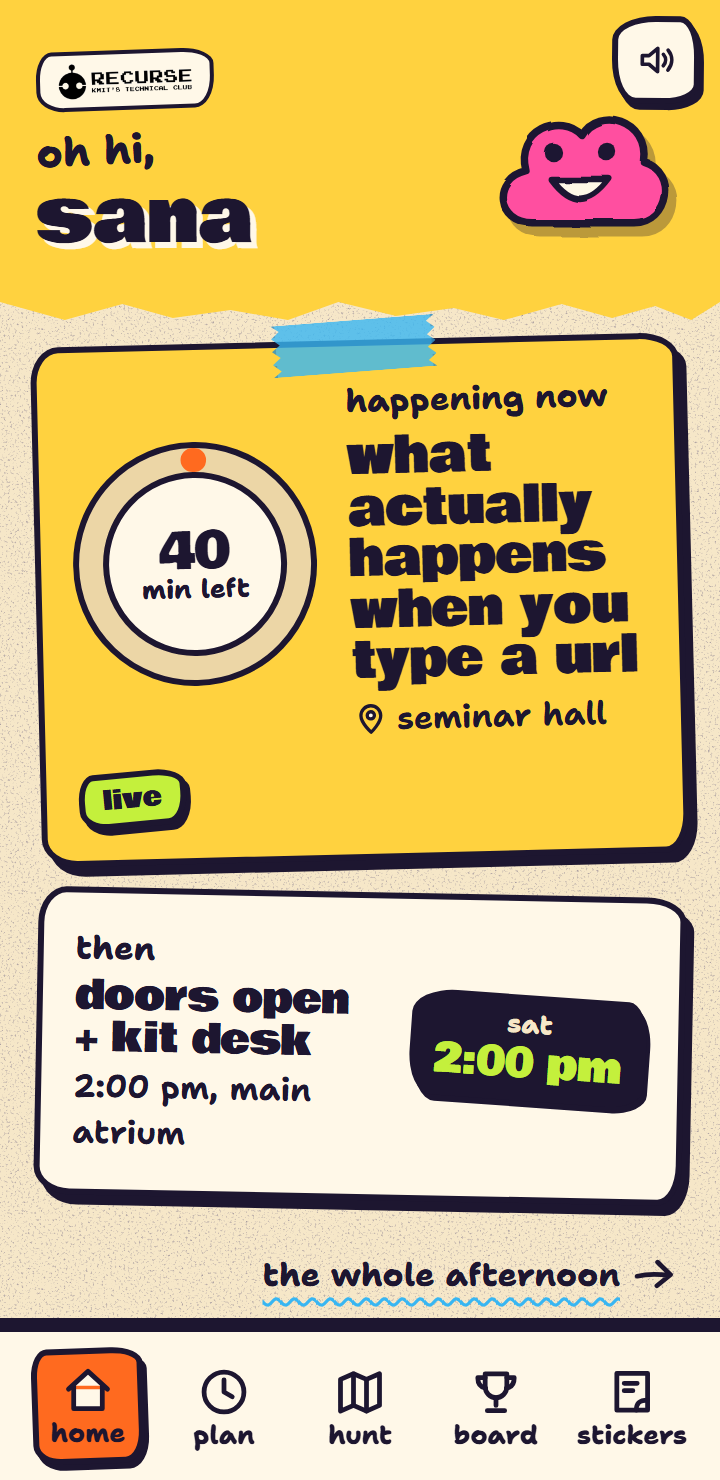 RECURSE
KMIT'S TECHNICAL CLUB
oh hi,
sana
happening now
what
actually
happens
when you
type a url
seminar hall
40
min left
live
then
doors open
+ kit desk
2:00 pm, main
atrium
sat
2:00 pm
the whole afternoon
home
plan
hunt
board
stickers